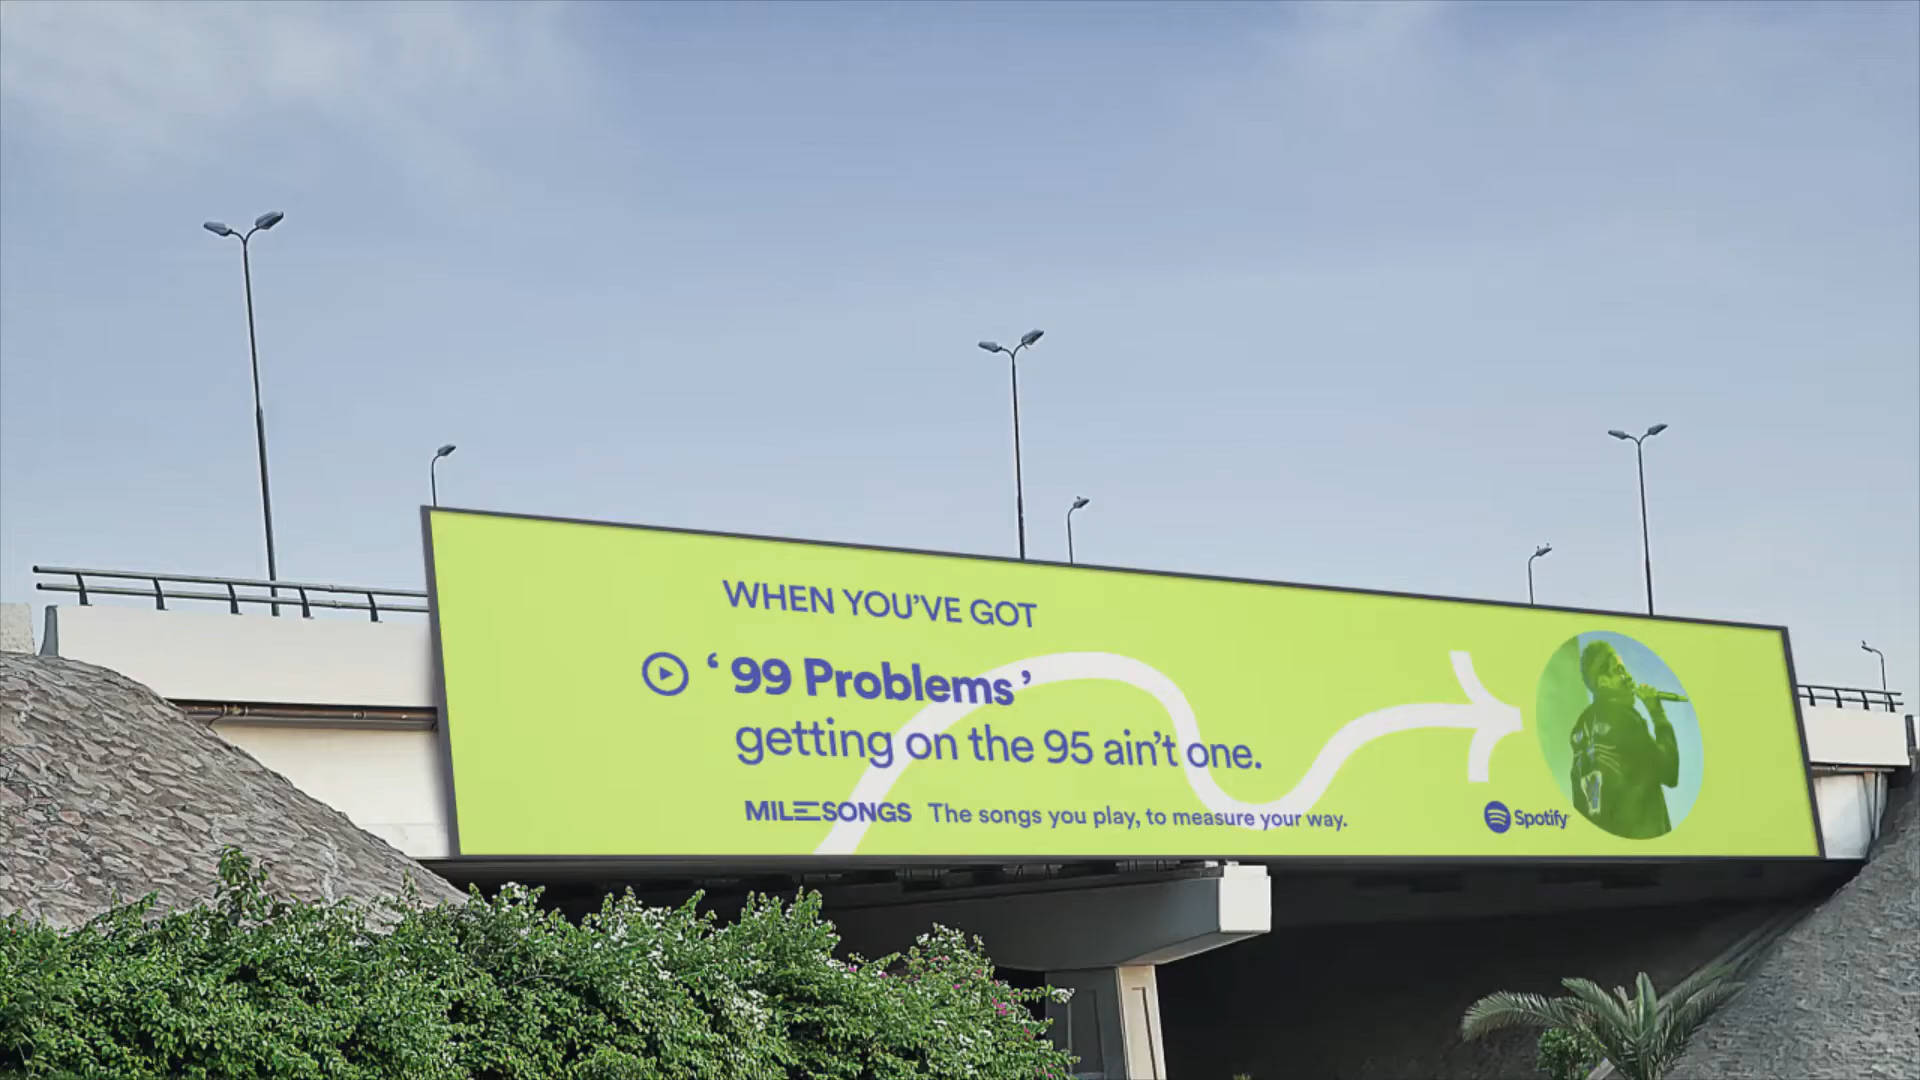 WHEN YOU'VE GOT
‘ 99 Problems ’
getting on the 95 ain't one.
MILESONGS The songs you play, to measure your way.
Spotify